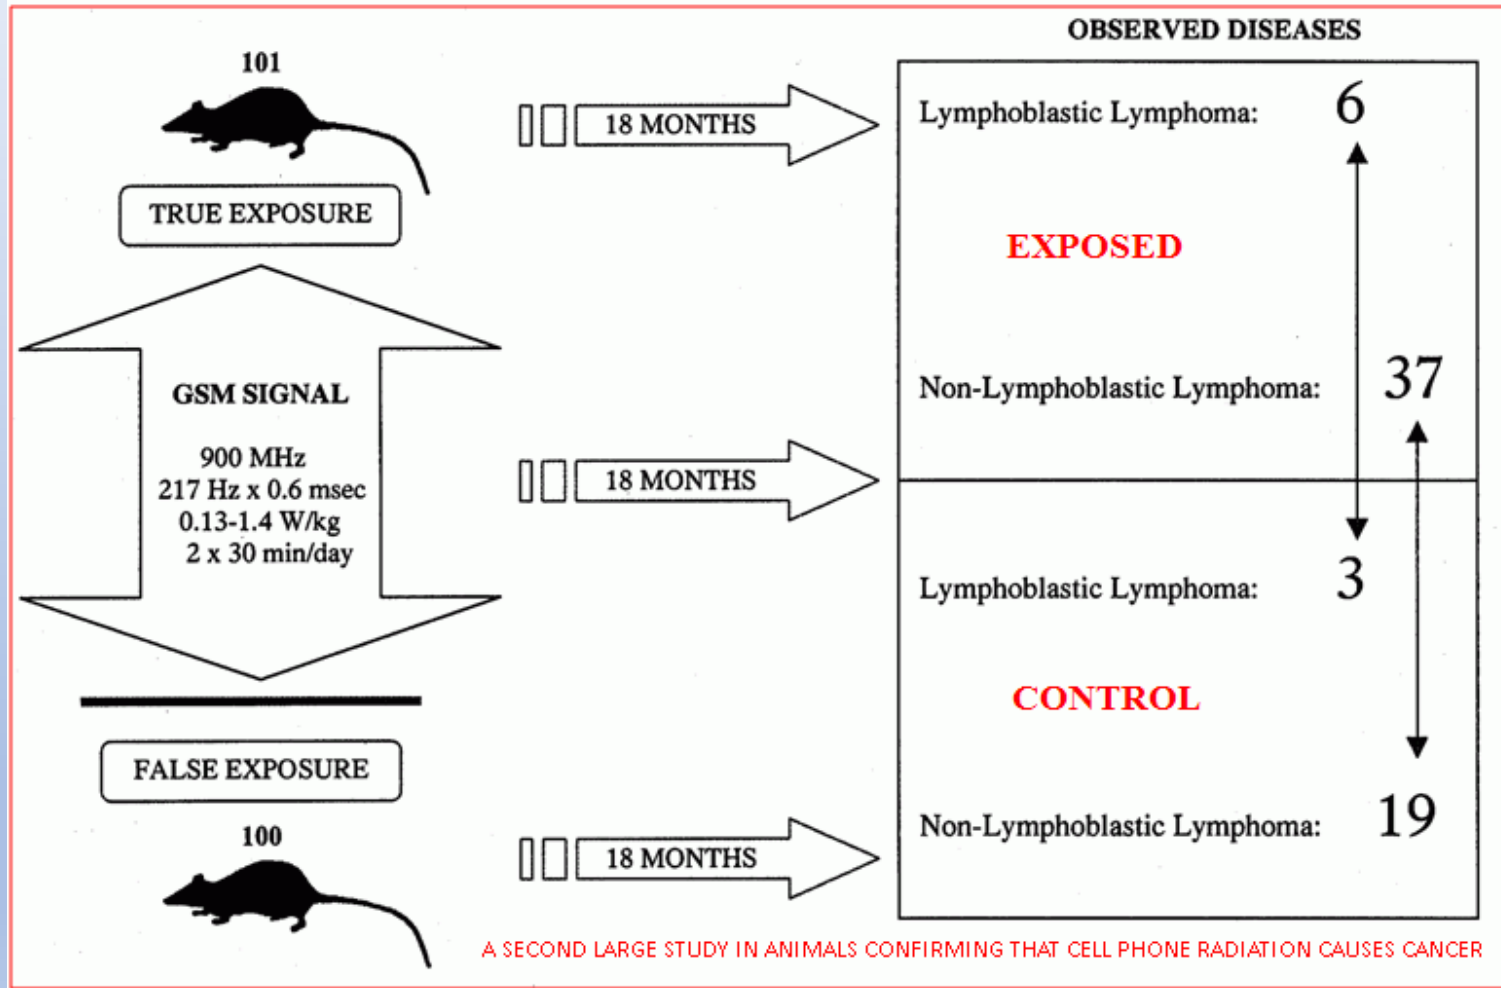 OBSERVED DISEASES
101
TRUE EXPOSURE
18 MONTHS
Lymphoblastic Lymphoma: 6
EXPOSED
Non-Lymphoblastic Lymphoma: 37
GSM SIGNAL
900 MHz
217 Hz x 0.6 msec
0.13-1.4 W/kg
2 x 30 min/day
18 MONTHS
Lymphoblastic Lymphoma: 3
CONTROL
Non-Lymphoblastic Lymphoma: 19
FALSE EXPOSURE
100
18 MONTHS
A SECOND LARGE STUDY IN ANIMALS CONFIRMING THAT CELL PHONE RADIATION CAUSES CANCER